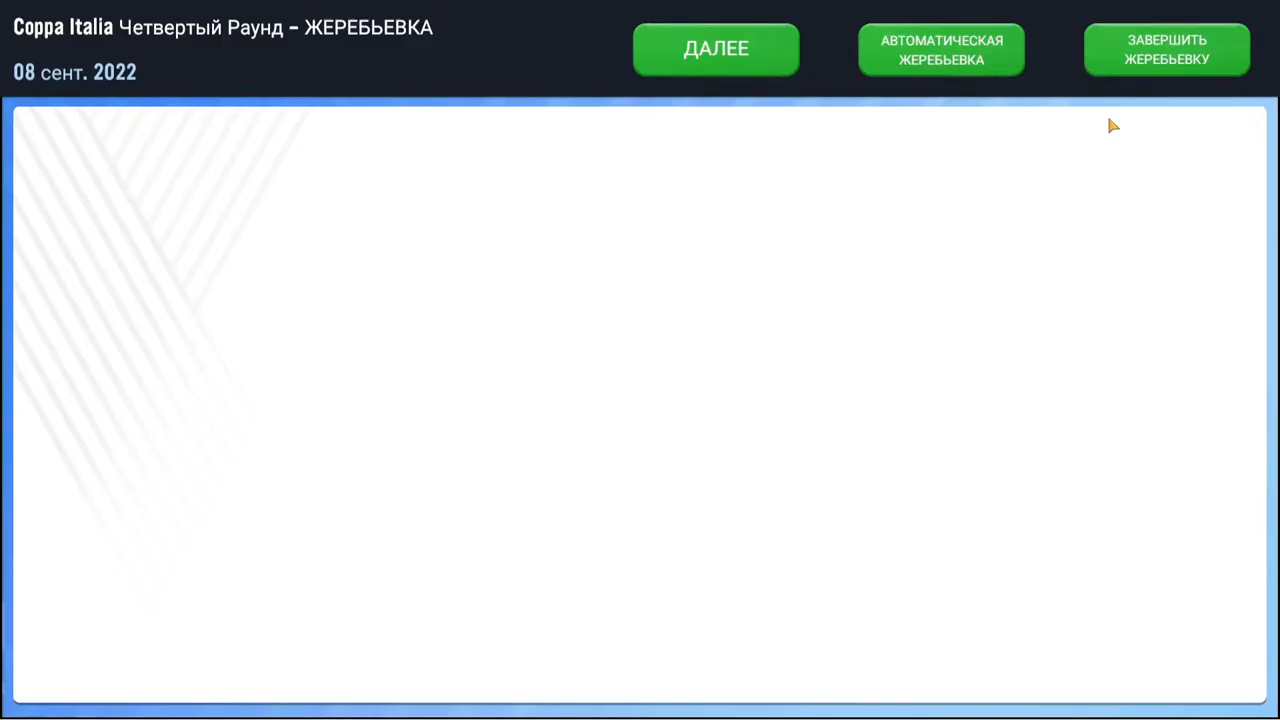 Coppa Italia Четвертый Раунд – ЖЕРЕБЬЕВКА
08 сент. 2022
ДАЛЕЕ
АВТОМАТИЧЕСКАЯ
ЖЕРЕБЬЕВКА
ЗАВЕРШИТЬ
ЖЕРЕБЬЕВКУ